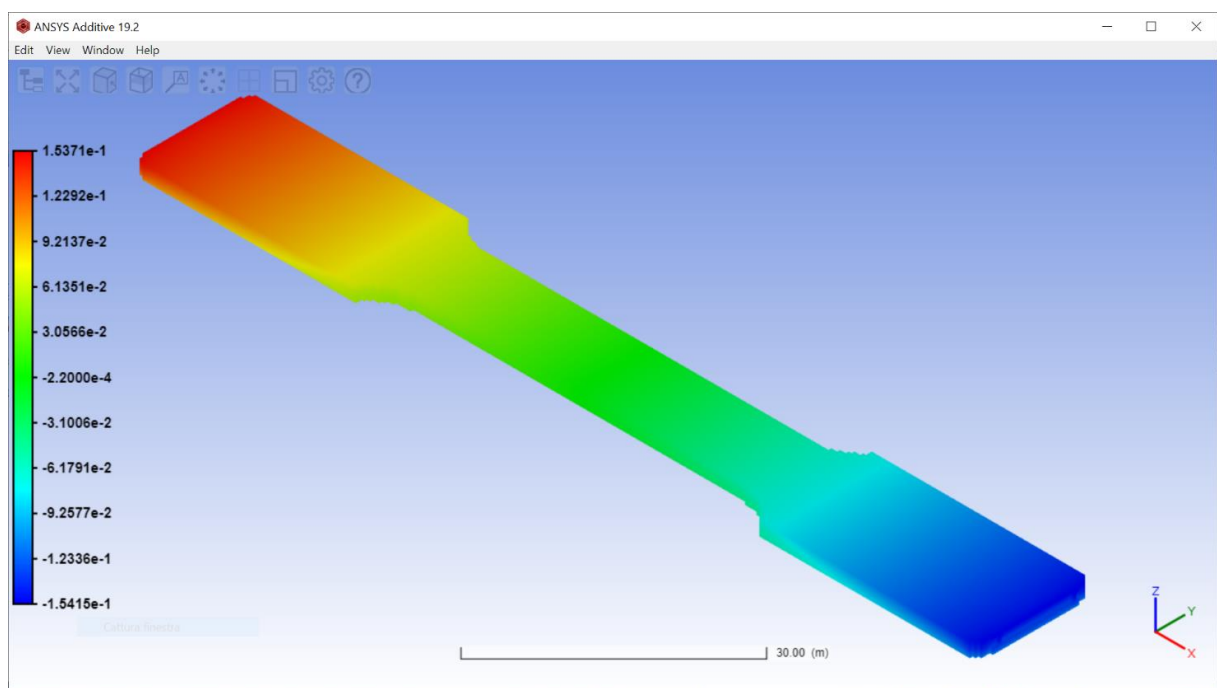 ANSYS Additive 19.2
Edit View Window Help
A
1.5371e-1
1.2292e-1
9.2137e-2
6.1351e-2
3.0566e-2
-2.2000e-4
-3.1006e-2
-6.1791e-2
-9.2577e-2
-1.2336e-1
-1.5415e-1
Cattura finestra
30.00 (m)
Z
Y
X